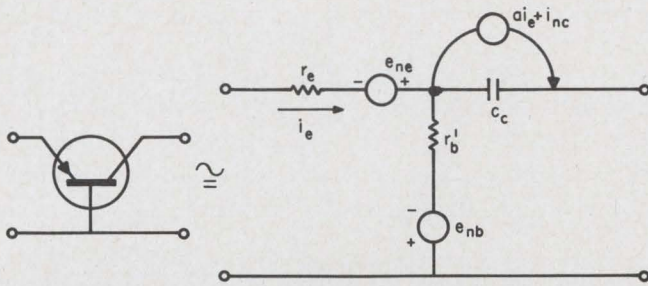 ai_e + i_nc
r_e
- e_ne +
i_e
c_c
r_b'
≅
-
+ e_nb